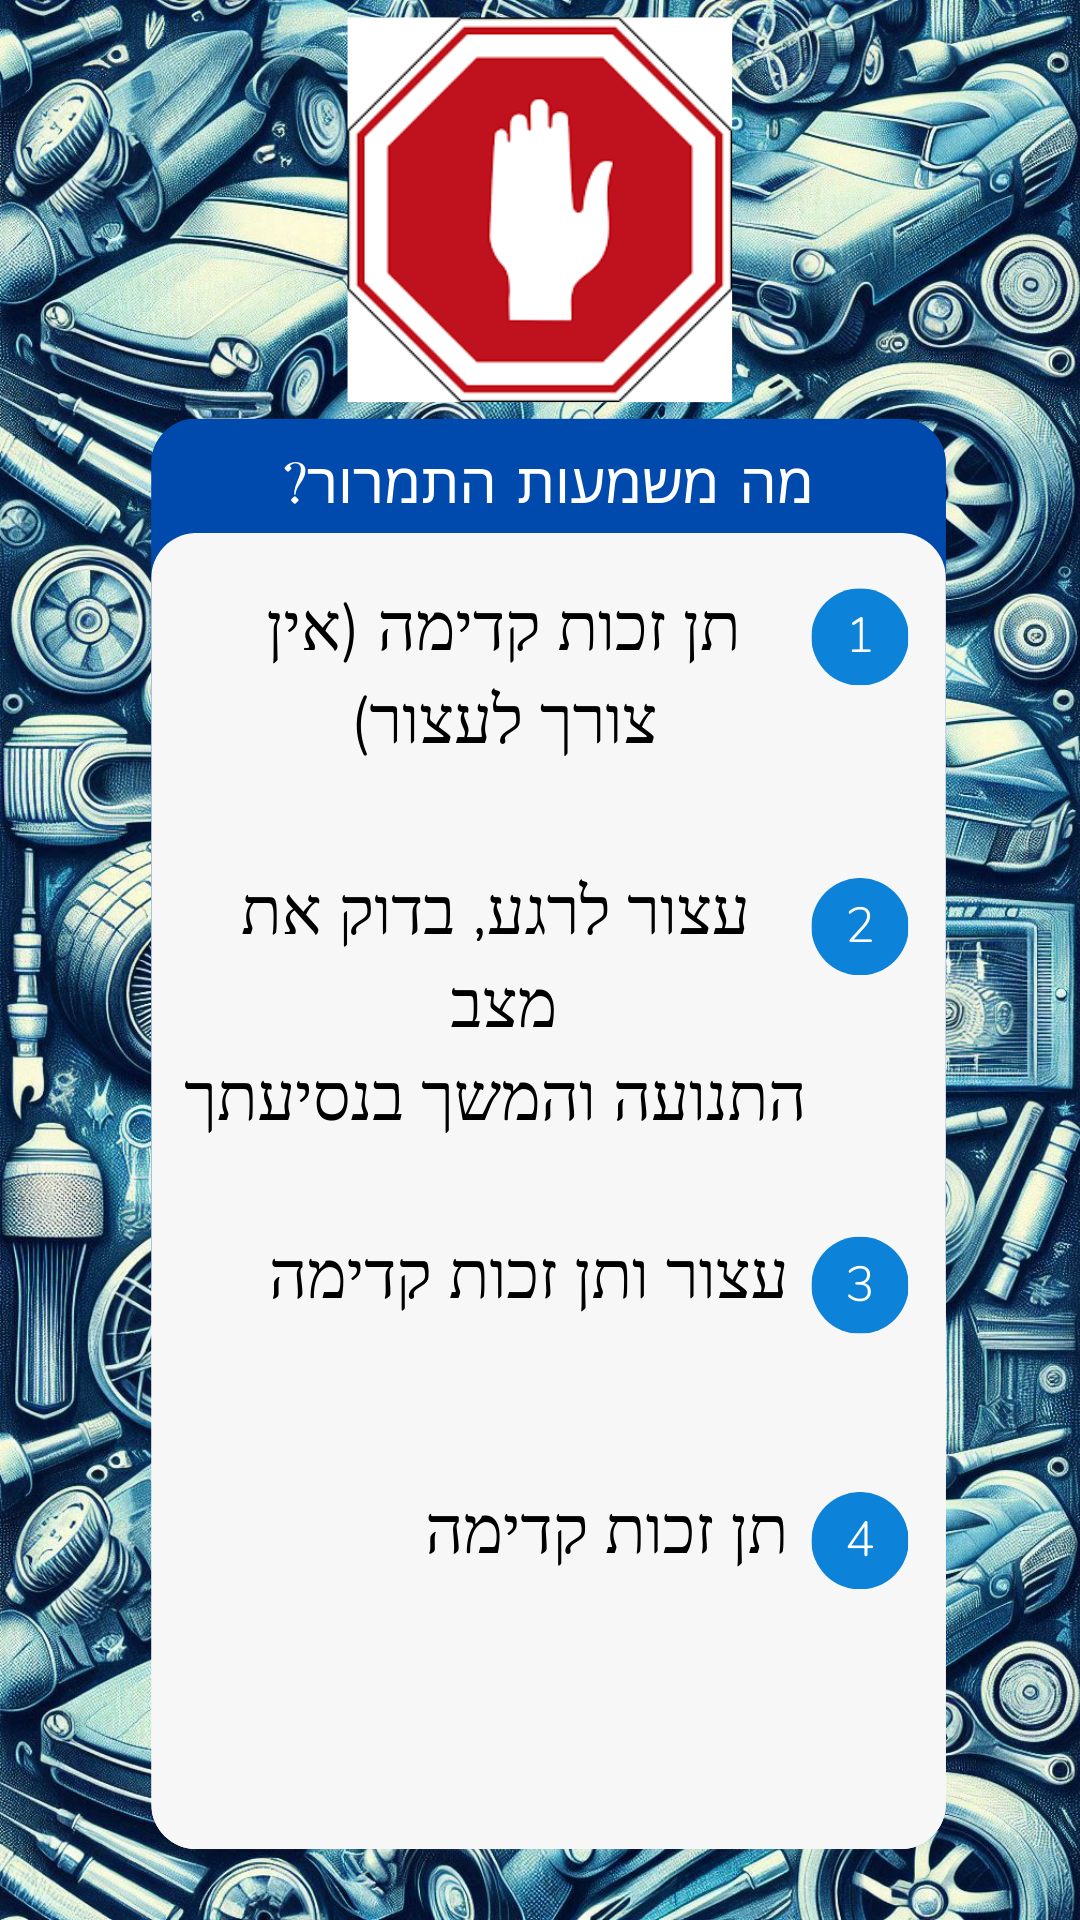 מה משמעות התמרור?
1
תן זכות קדימה (אין
צורך לעצור)
2
עצור לרגע, בדוק את
מצב
התנועה והמשך בנסיעתך
3
עצור ותן זכות קדימה
4
תן זכות קדימה